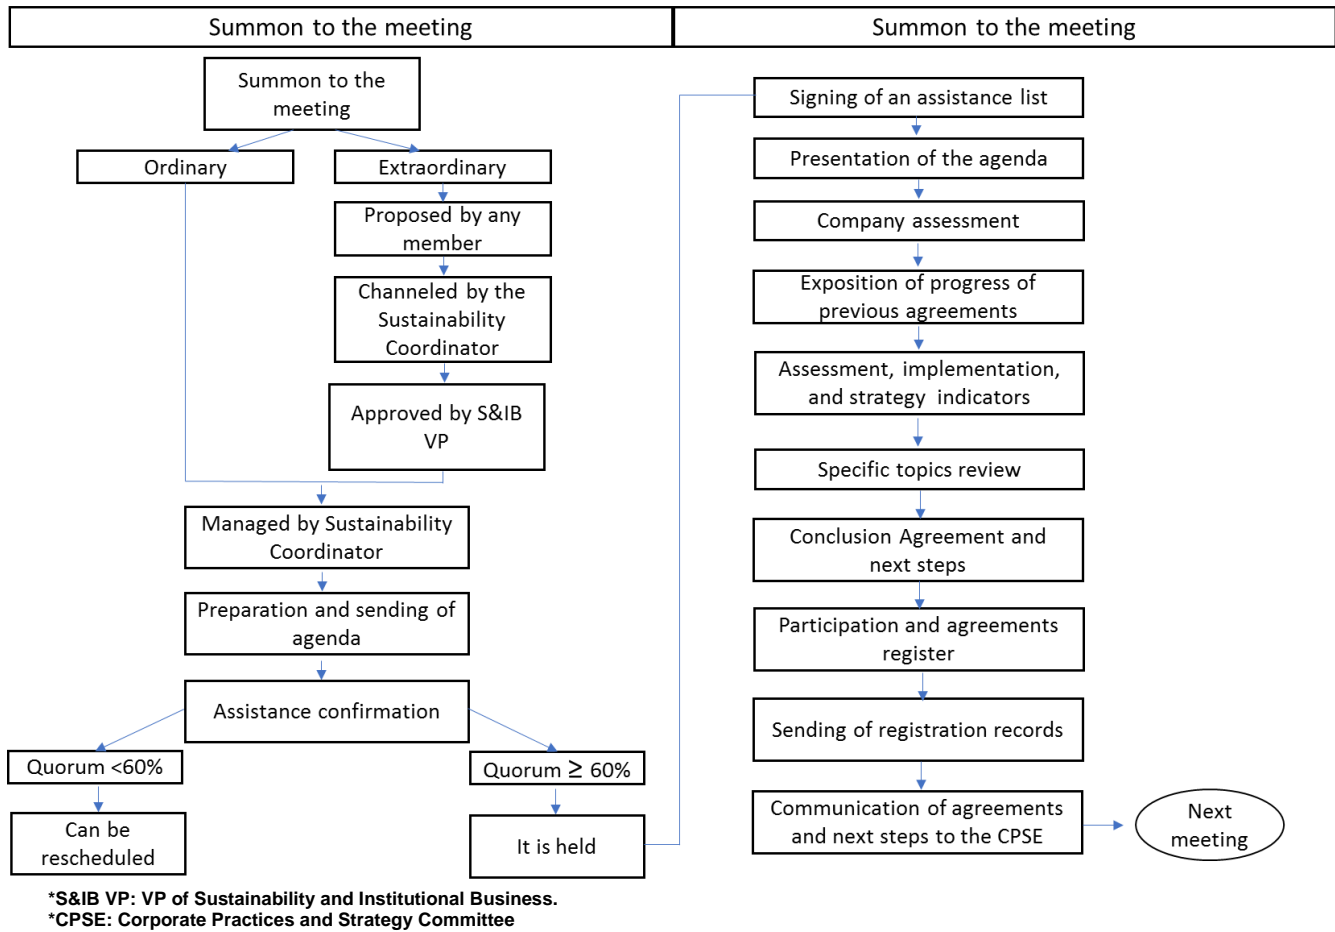 Summon to the meeting
Summon to the meeting
Summon to the
meeting
Ordinary
Extraordinary
Proposed by any
member
Channeled by the
Sustainability
Coordinator
Approved by S&IB
VP
Managed by Sustainability
Coordinator
Preparation and sending of
agenda
Assistance confirmation
Quorum <60%
Quorum ≥ 60%
Can be
rescheduled
It is held
Signing of an assistance list
Presentation of the agenda
Company assessment
Exposition of progress of
previous agreements
Assessment, implementation,
and strategy indicators
Specific topics review
Conclusion Agreement and
next steps
Participation and agreements
register
Sending of registration records
Communication of agreements
and next steps to the CPSE
Next
meeting
*S&IB VP: VP of Sustainability and Institutional Business.
*CPSE: Corporate Practices and Strategy Committee